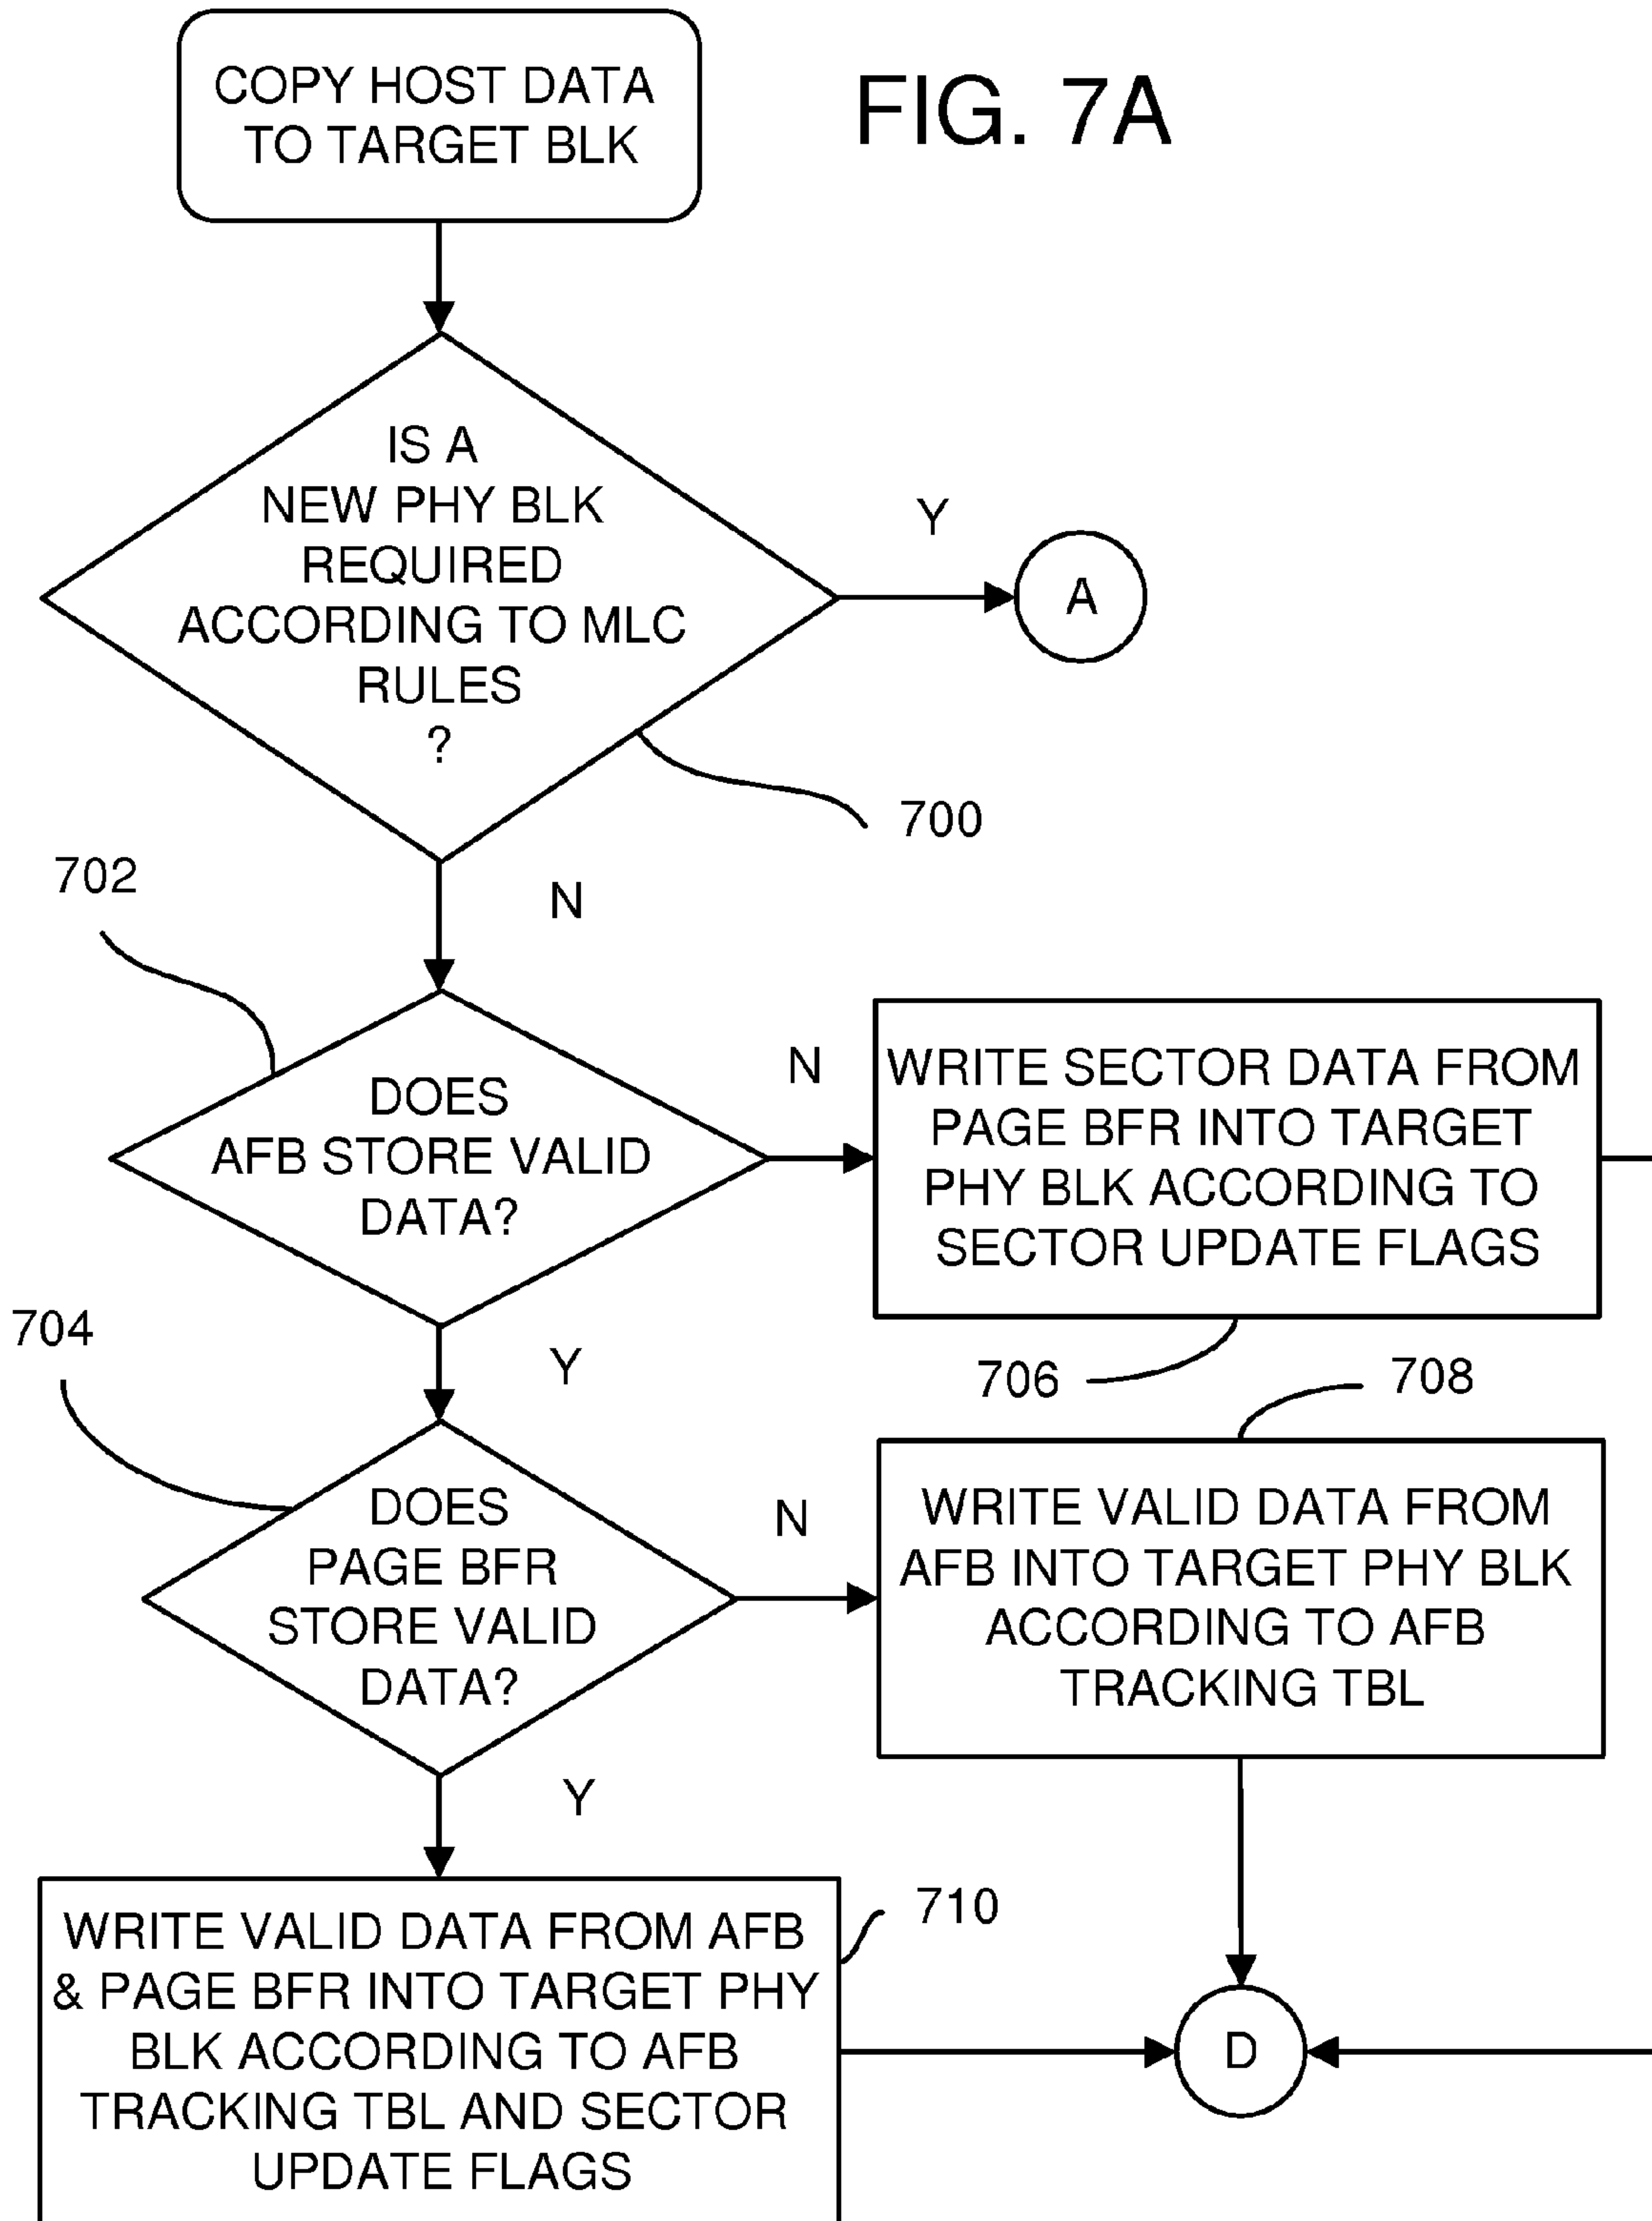 COPY HOST DATA
TO TARGET BLK
FIG. 7A
IS A
NEW PHY BLK
REQUIRED
ACCORDING TO MLC
RULES
?
Y
A
700
N
702
DOES
AFB STORE VALID
DATA?
N
WRITE SECTOR DATA FROM
PAGE BFR INTO TARGET
PHY BLK ACCORDING TO
SECTOR UPDATE FLAGS
706
Y
704
DOES
PAGE BFR
STORE VALID
DATA?
N
708
WRITE VALID DATA FROM
AFB INTO TARGET PHY BLK
ACCORDING TO AFB
TRACKING TBL
Y
710
WRITE VALID DATA FROM AFB
& PAGE BFR INTO TARGET PHY
BLK ACCORDING TO AFB
TRACKING TBL AND SECTOR
UPDATE FLAGS
D